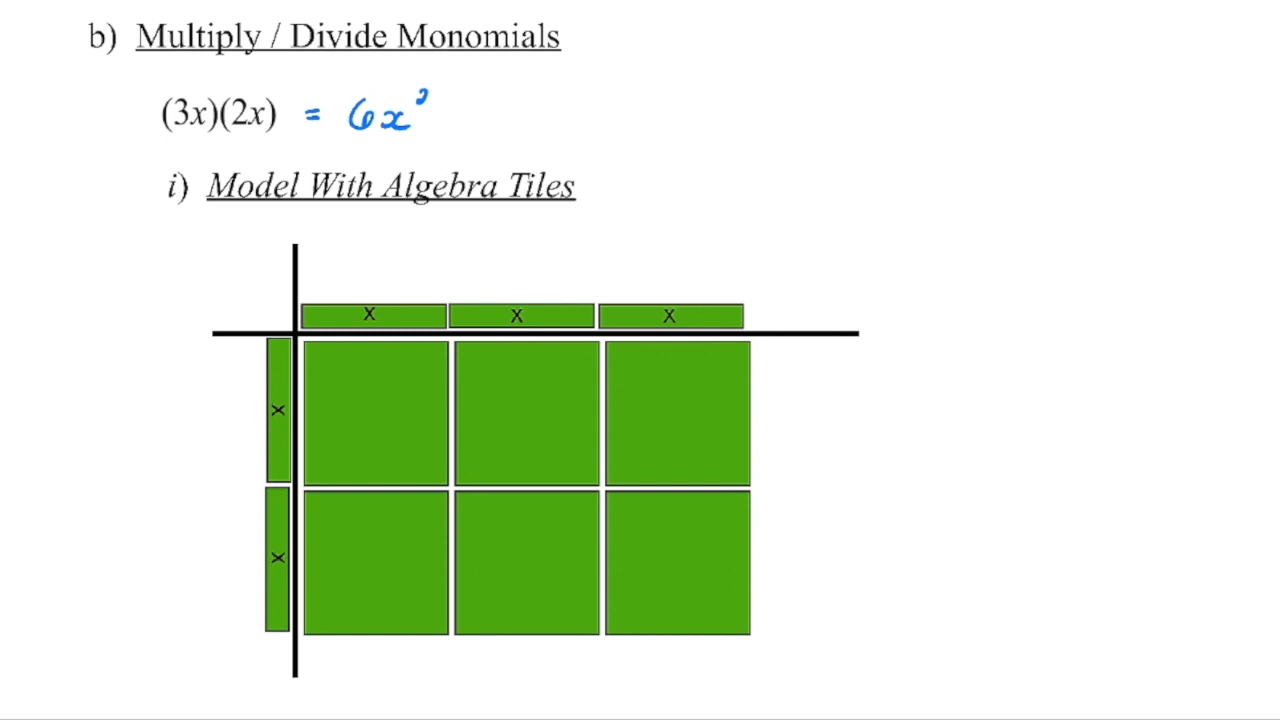 b) Multiply / Divide Monomials
(3x)(2x) = 6x²
i) Model With Algebra Tiles
x x x
x
x